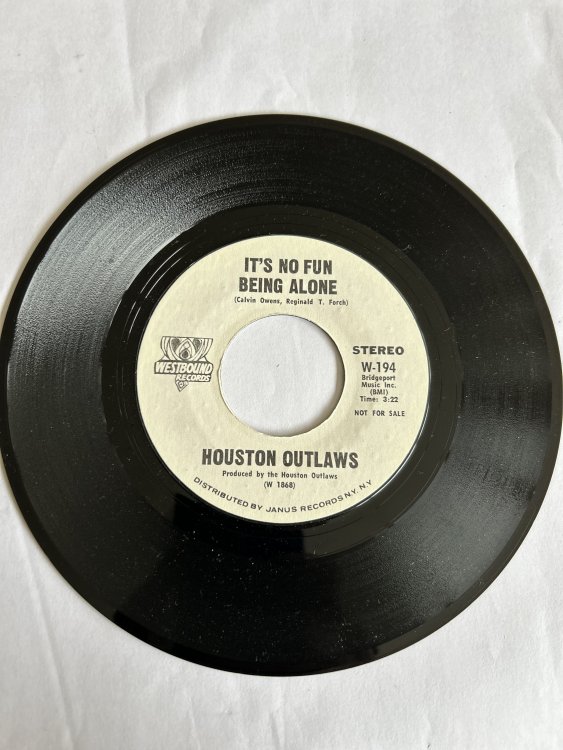 IT'S NO FUN
BEING ALONE
(Calvin Owens, Reginald T. Forch)
WESTBOUND
RECORDS
STEREO
W-194
Bridgeport
Music Inc.
(BMI)
Time: 3:22
NOT FOR SALE
HOUSTON OUTLAWS
Produced by the Houston Outlaws
(W 1868)
DISTRIBUTED BY JANUS RECORDS N.Y. N.Y